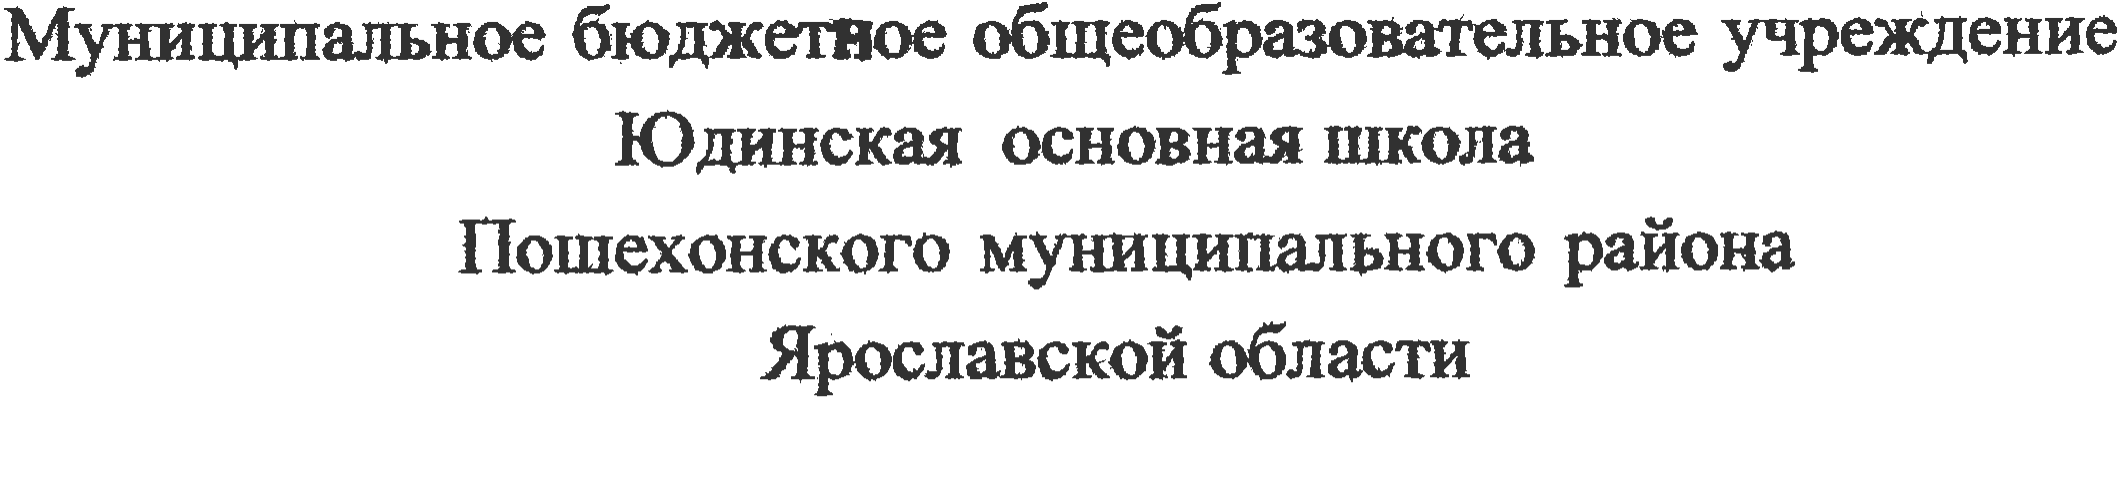 Муниципальное бюджетное общеобразовательное учреждение
Юдинская основная школа
Пошехонского муниципального района
Ярославской области